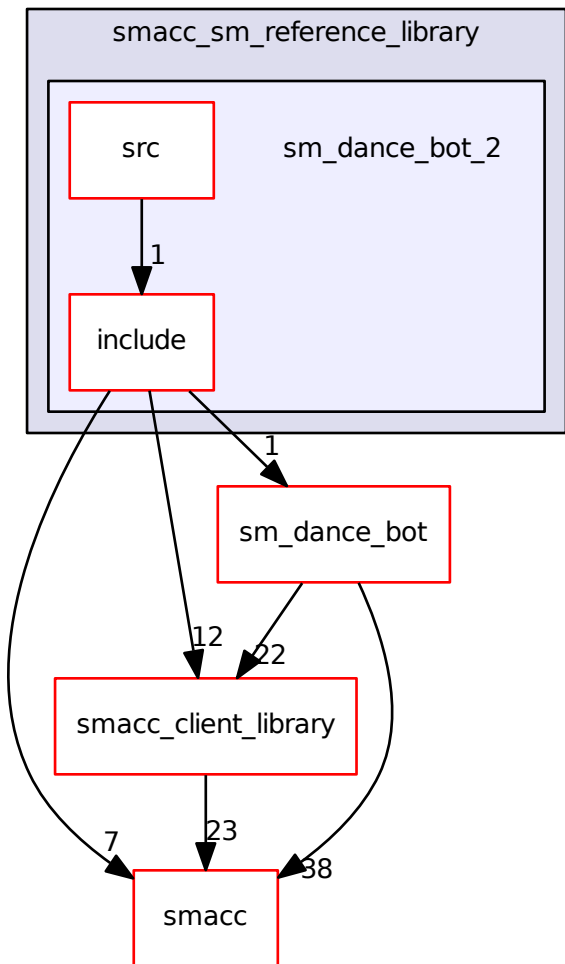 smacc_sm_reference_library
src
sm_dance_bot_2
1
include
1
sm_dance_bot
12
22
smacc_client_library
7
23
38
smacc